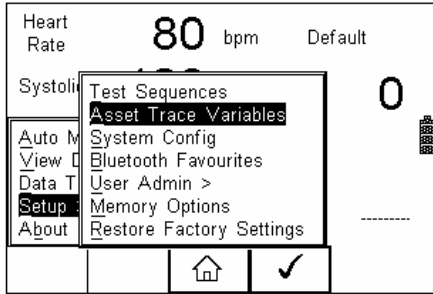 Heart
Rate
80 bpm
Default
Systoli
0
Test Sequences
Asset Trace Variables
System Config
Bluetooth Favourites
User Admin >
Memory Options
Restore Factory Settings
Auto M
View
Data T
Setup
About
--------